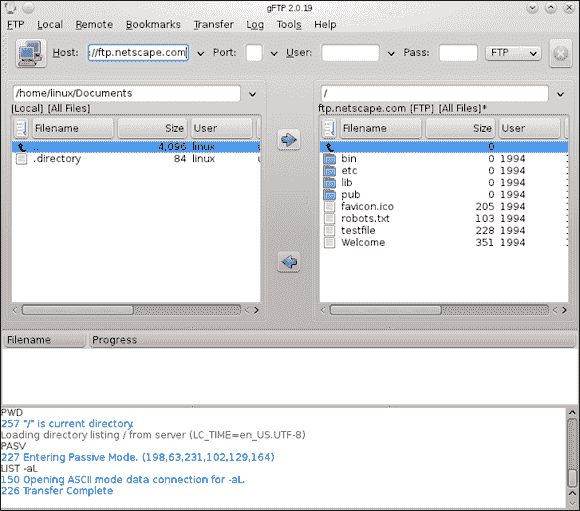 gFTP 2.0.19
FTP Local Remote Bookmarks Transfer Log Tools Help
Host: ://ftp.netscape.com Port: User: Pass: FTP
/home/linux/Documents
[Local] [All Files]
Filename Size User
.. 4,096 linux
.directory 84 linux
/
ftp.netscape.com [FTP] [All Files]*
Filename Size User
.. 0
bin 0 1994
etc 0 1994
lib 0 1994
pub 0 1994
favicon.ico 205 1994
robots.txt 103 1994
testfile 228 1994
Welcome 351 1994
Filename Progress
PWD
257 "/" is current directory.
Loading directory listing / from server (LC_TIME=en_US.UTF-8)
PASV
227 Entering Passive Mode. (198,63,231,102,129,164)
LIST -aL
150 Opening ASCII mode data connection for -aL.
226 Transfer Complete